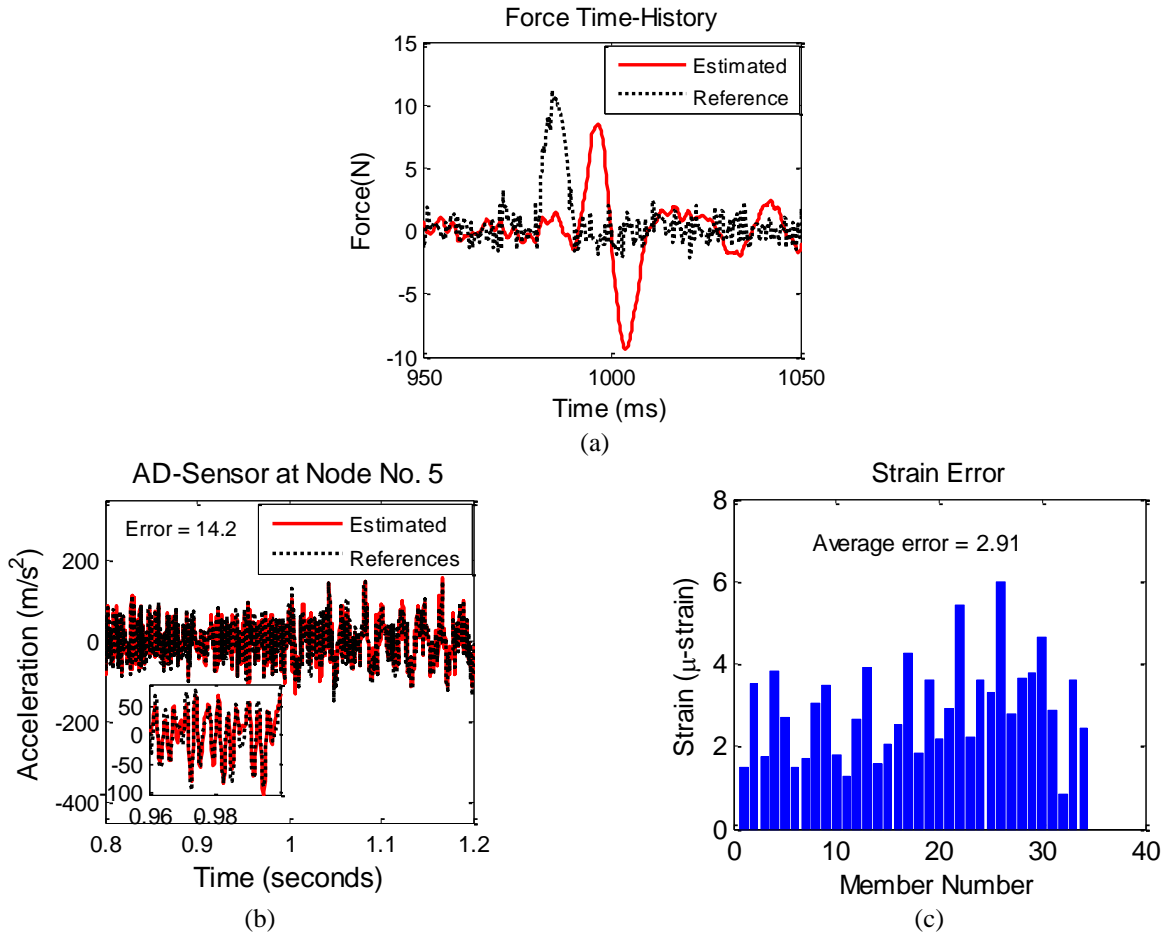 Force Time-History
15
10
5
0
-5
-10
Force(N)
Estimated
Reference
950
1000
1050
Time (ms)
(a)
AD-Sensor at Node No. 5
Error = 14.2
Estimated
References
200
0
-200
-400
Acceleration (m/s²)
50
0
-50
-100
0.96
0.98
0.8
0.9
1
1.1
1.2
Time (seconds)
(b)
Strain Error
Average error = 2.91
8
6
4
2
0
Strain (μ-strain)
0
10
20
30
40
Member Number
(c)